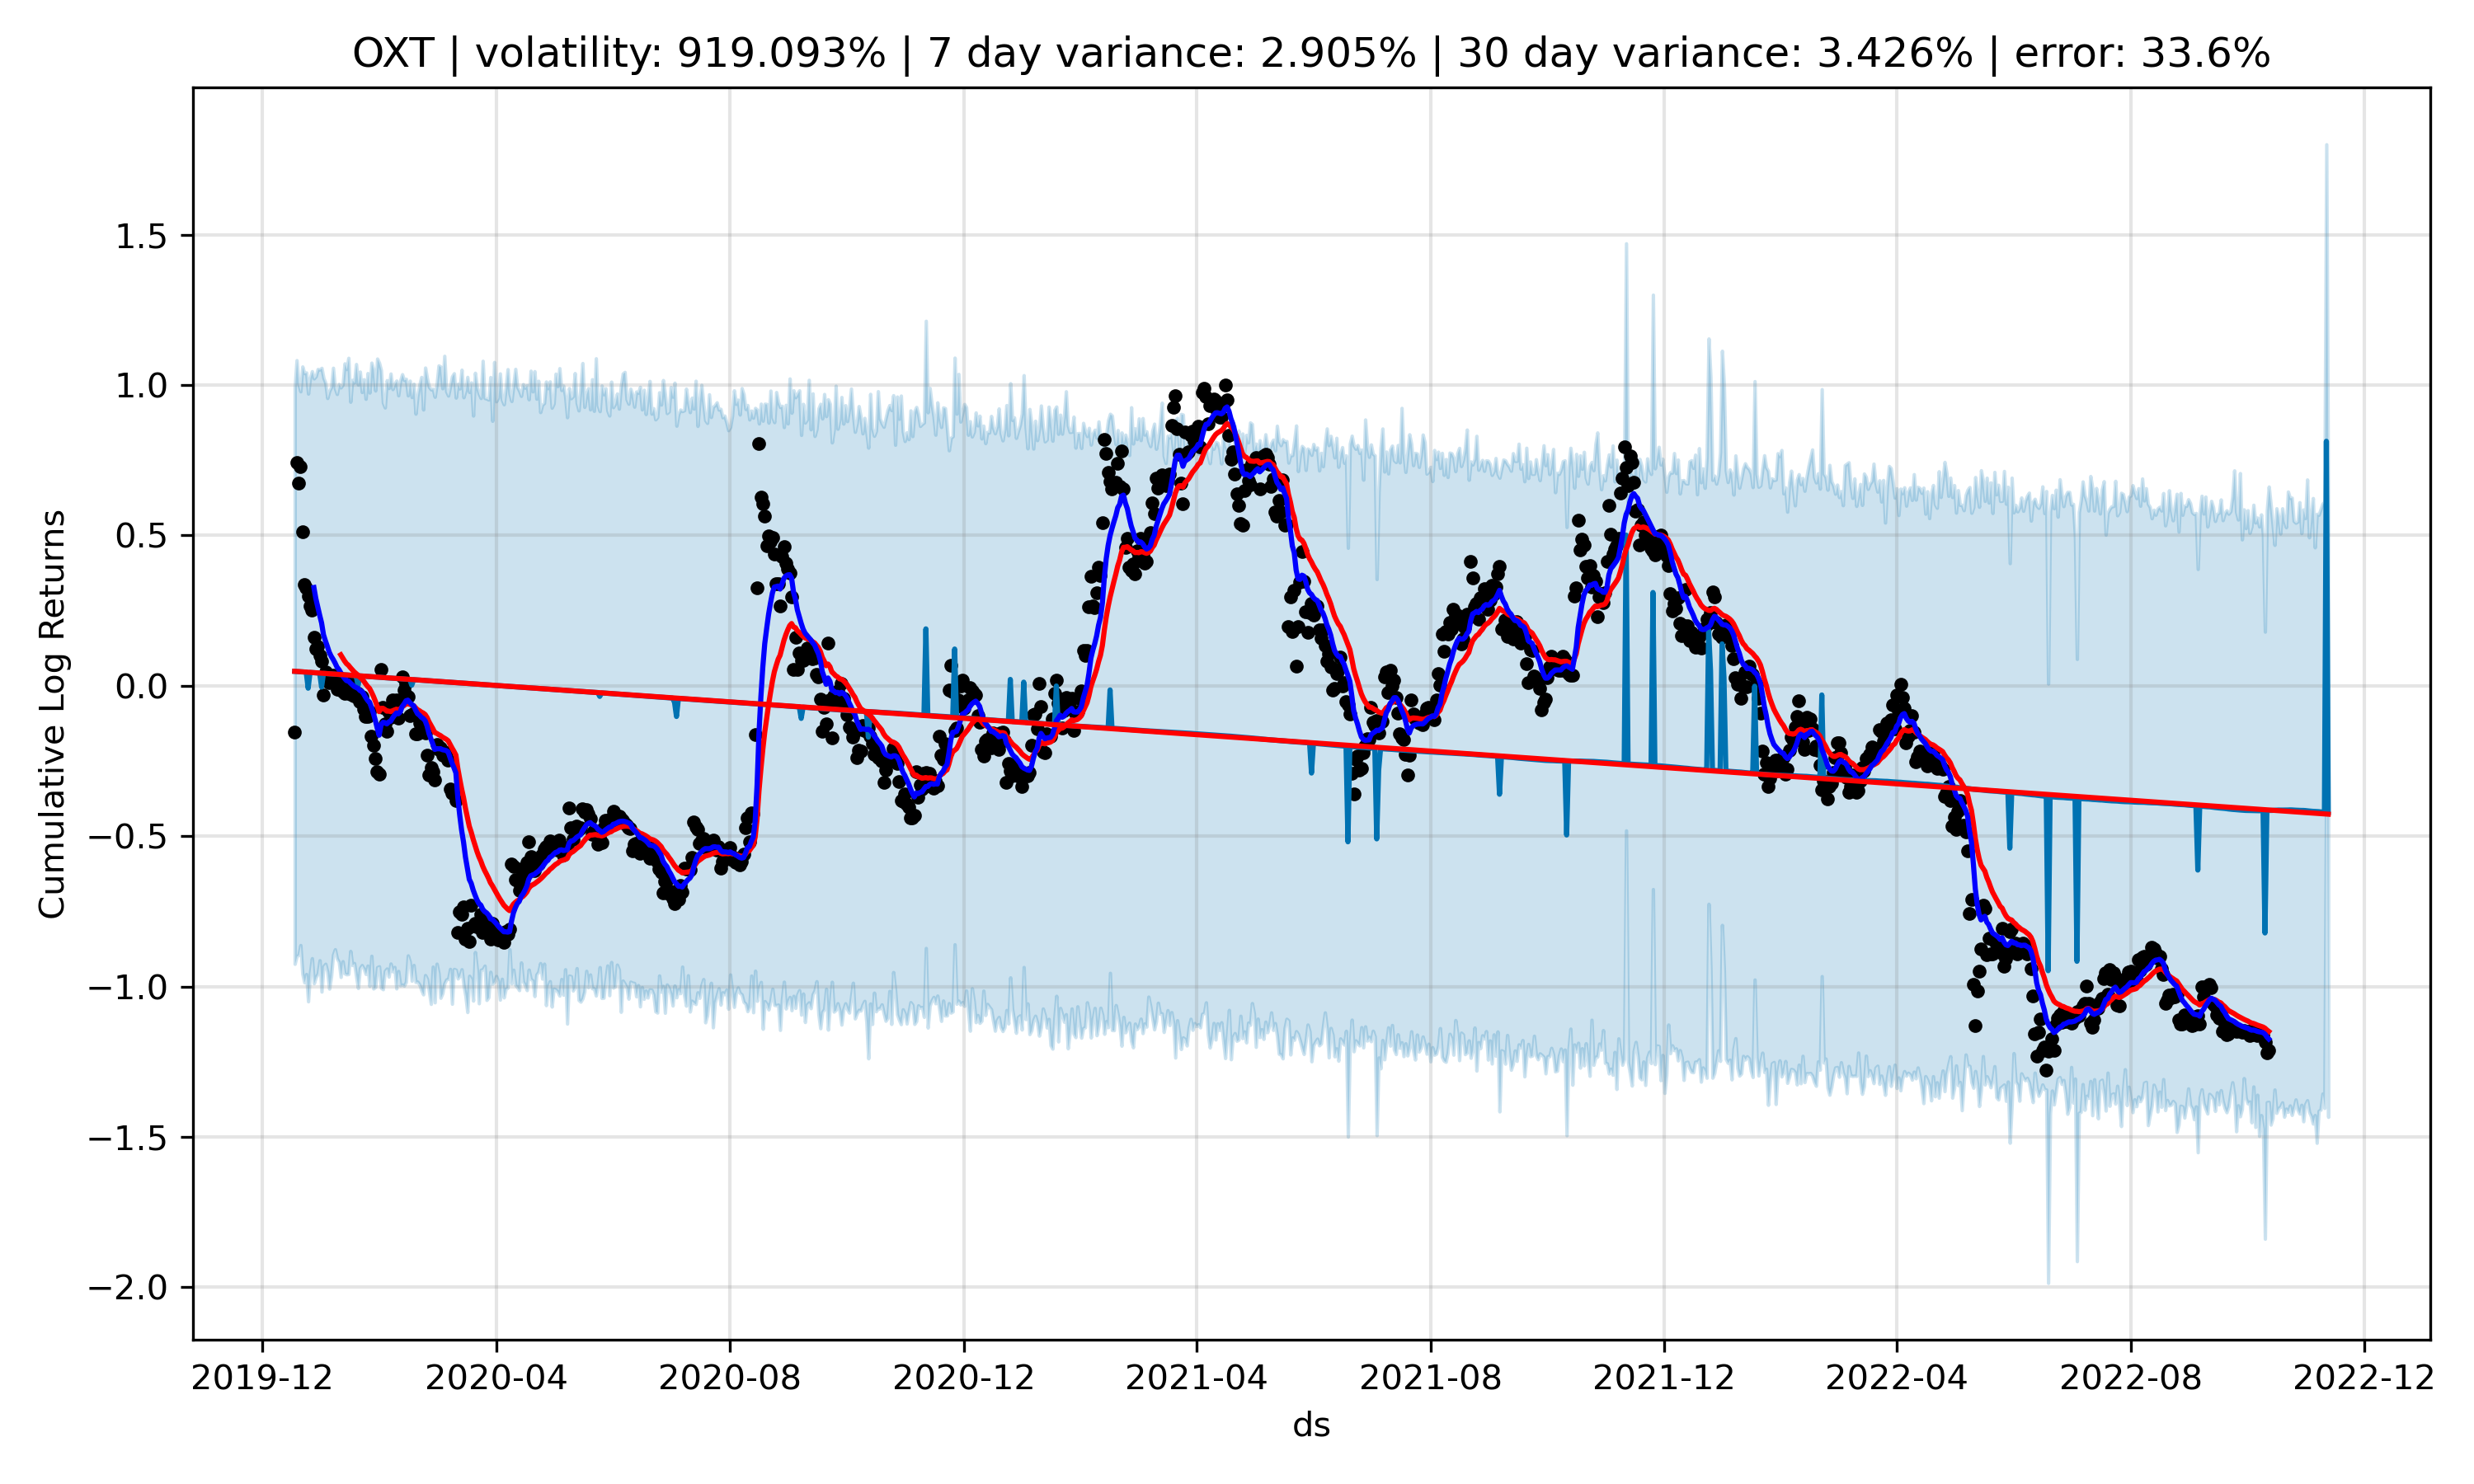 OXT | volatility: 919.093% | 7 day variance: 2.905% | 30 day variance: 3.426% | error: 33.6%
Cumulative Log Returns
1.5
1.0
0.5
0.0
−0.5
−1.0
−1.5
−2.0
2019-12 2020-04 2020-08 2020-12 2021-04 2021-08 2021-12 2022-04 2022-08 2022-12
ds